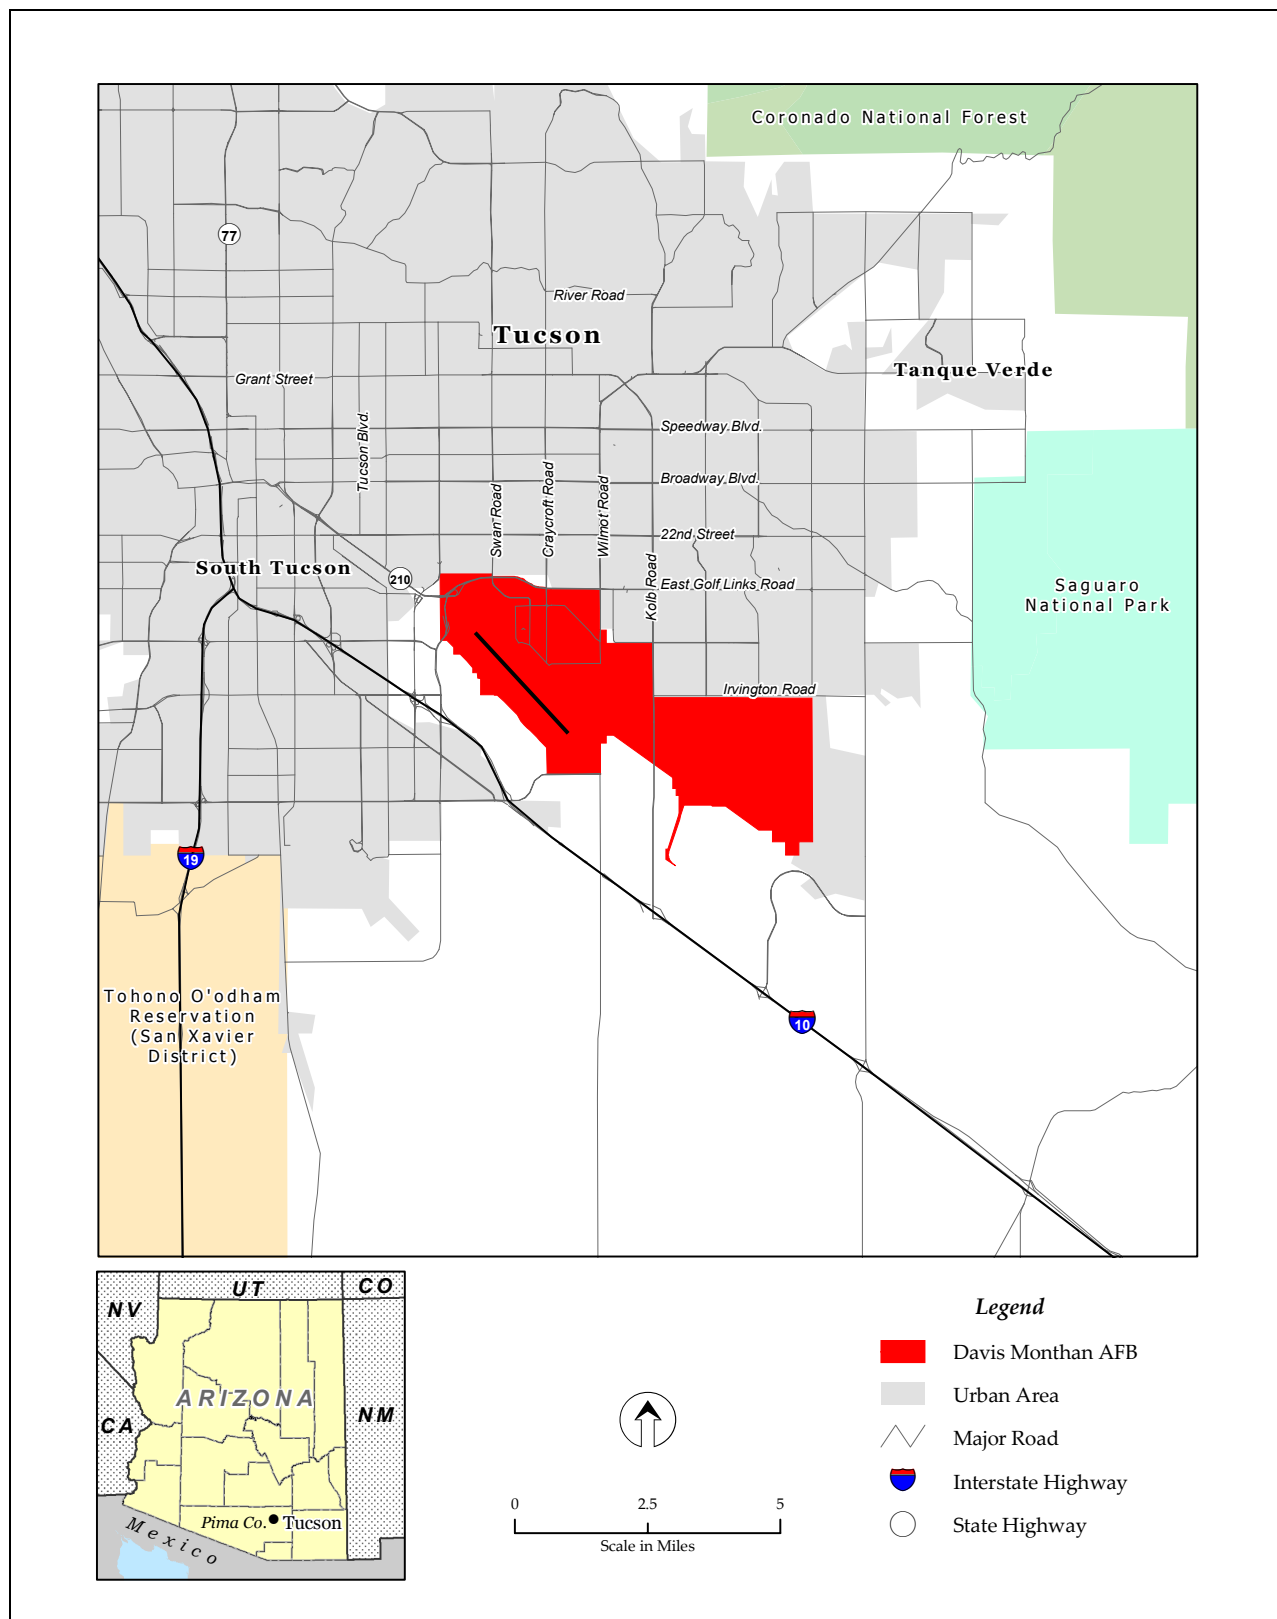 Coronado National Forest
77
River Road
Tucson
Tanque Verde
Grant Street
Tucson Blvd.
Speedway Blvd.
Swan Road
Craycroft Road
Wilmot Road
Broadway Blvd.
22nd Street
South Tucson
210
Kolb Road
East Golf Links Road
Saguaro
National Park
Irvington Road
19
Tohono O'odham
Reservation
(San Xavier
District)
10
NV
UT
CO
ARIZONA
CA
NM
Pima Co.
Tucson
Mexico
0 2.5 5
Scale in Miles
Legend
Davis Monthan AFB
Urban Area
Major Road
Interstate Highway
State Highway